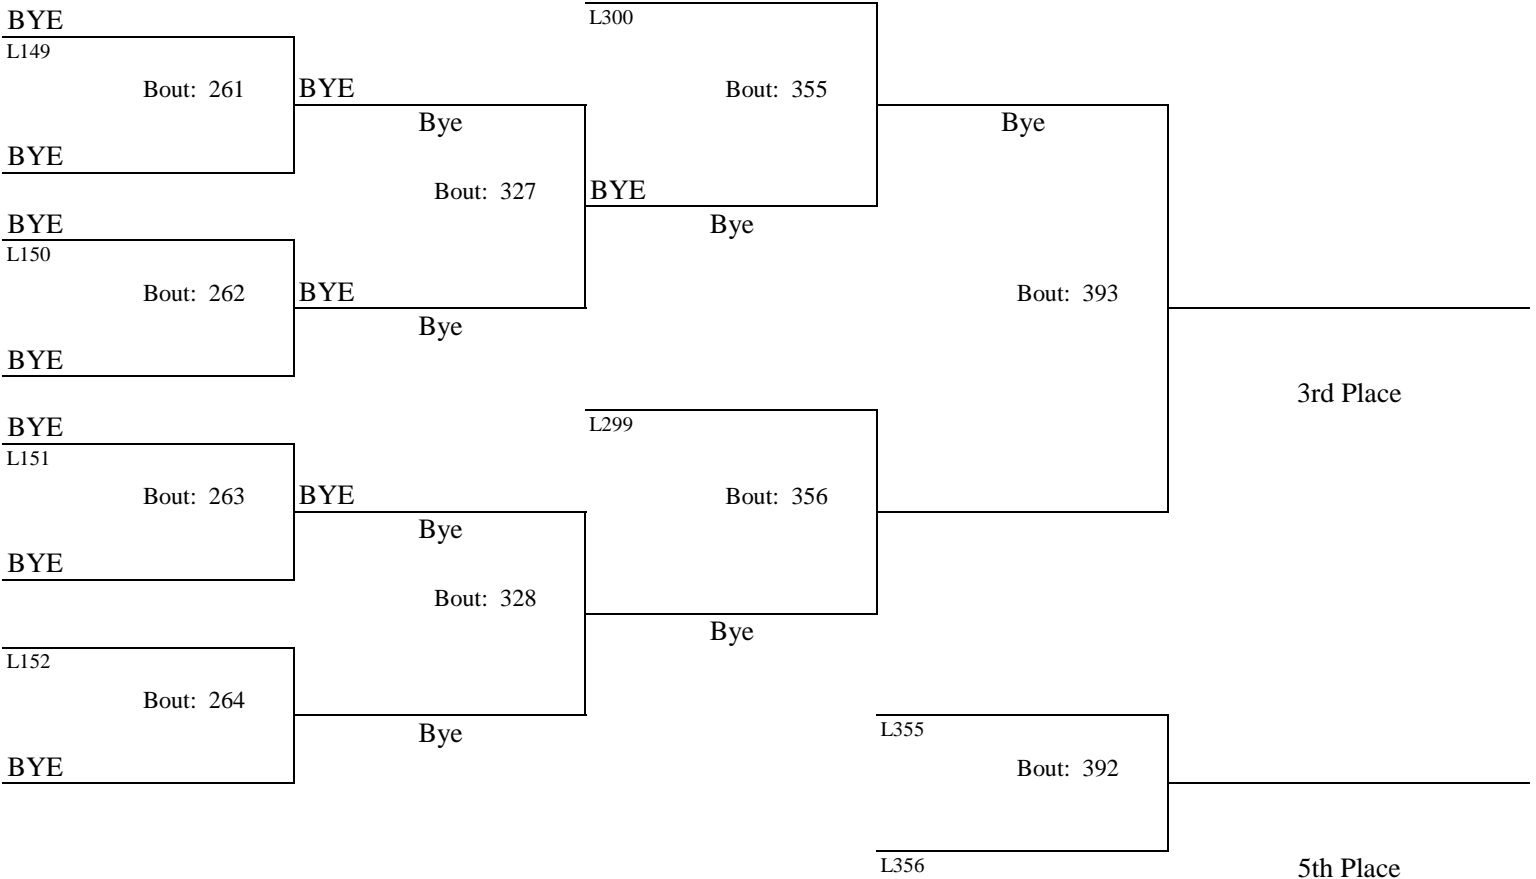 BYE
L149
Bout: 261
BYE
BYE
L150
Bout: 262
BYE
BYE
L151
Bout: 263
BYE
L152
Bout: 264
BYE
BYE
Bye
Bout: 327
BYE
Bye
BYE
Bye
Bout: 328
Bye
L300
Bout: 355
BYE
Bye
L299
Bout: 356
Bye
Bye
Bout: 393
3rd Place
L355
Bout: 392
L356
5th Place